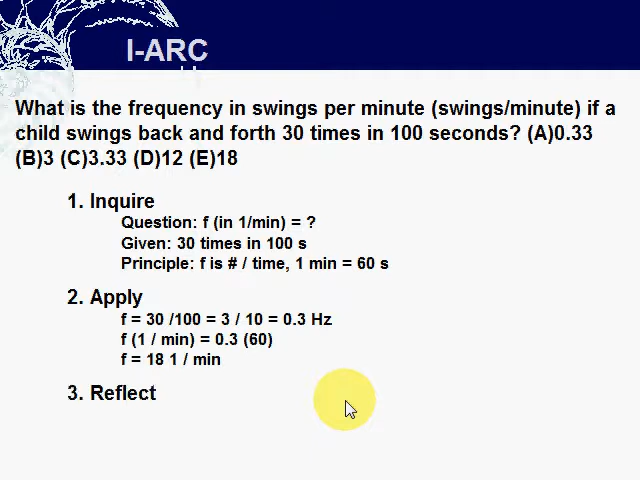 I-ARC
What is the frequency in swings per minute (swings/minute) if a
child swings back and forth 30 times in 100 seconds? (A)0.33
(B)3 (C)3.33 (D)12 (E)18
1. Inquire
Question: f (in 1/min) = ?
Given: 30 times in 100 s
Principle: f is # / time, 1 min = 60 s
2. Apply
f = 30 /100 = 3 / 10 = 0.3 Hz
f (1 / min) = 0.3 (60)
f = 18 1 / min
3. Reflect